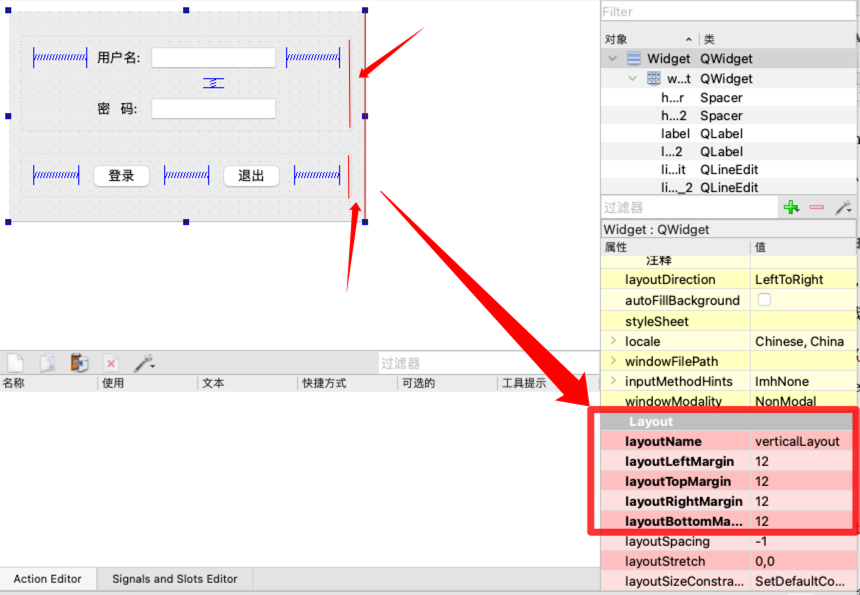 用户名:
密 码:
登录
退出
名称 使用 文本 快捷方式 可选的 工具提示
过滤器
Action Editor Signals and Slots Editor
Filter
对象 类
Widget QWidget
w...t QWidget
h...r Spacer
h...2 Spacer
label QLabel
l...2 QLabel
li...it QLineEdit
li..._2 QLineEdit
过滤器
Widget : QWidget
属性 值
注释
layoutDirection LeftToRight
autoFillBackground
styleSheet
locale Chinese, China
windowFilePath
inputMethodHints ImhNone
windowModality NonModal
Layout
layoutName verticalLayout
layoutLeftMargin 12
layoutTopMargin 12
layoutRightMargin 12
layoutBottomMa... 12
layoutSpacing -1
layoutStretch 0,0
layoutSizeConstra... SetDefaultCo...